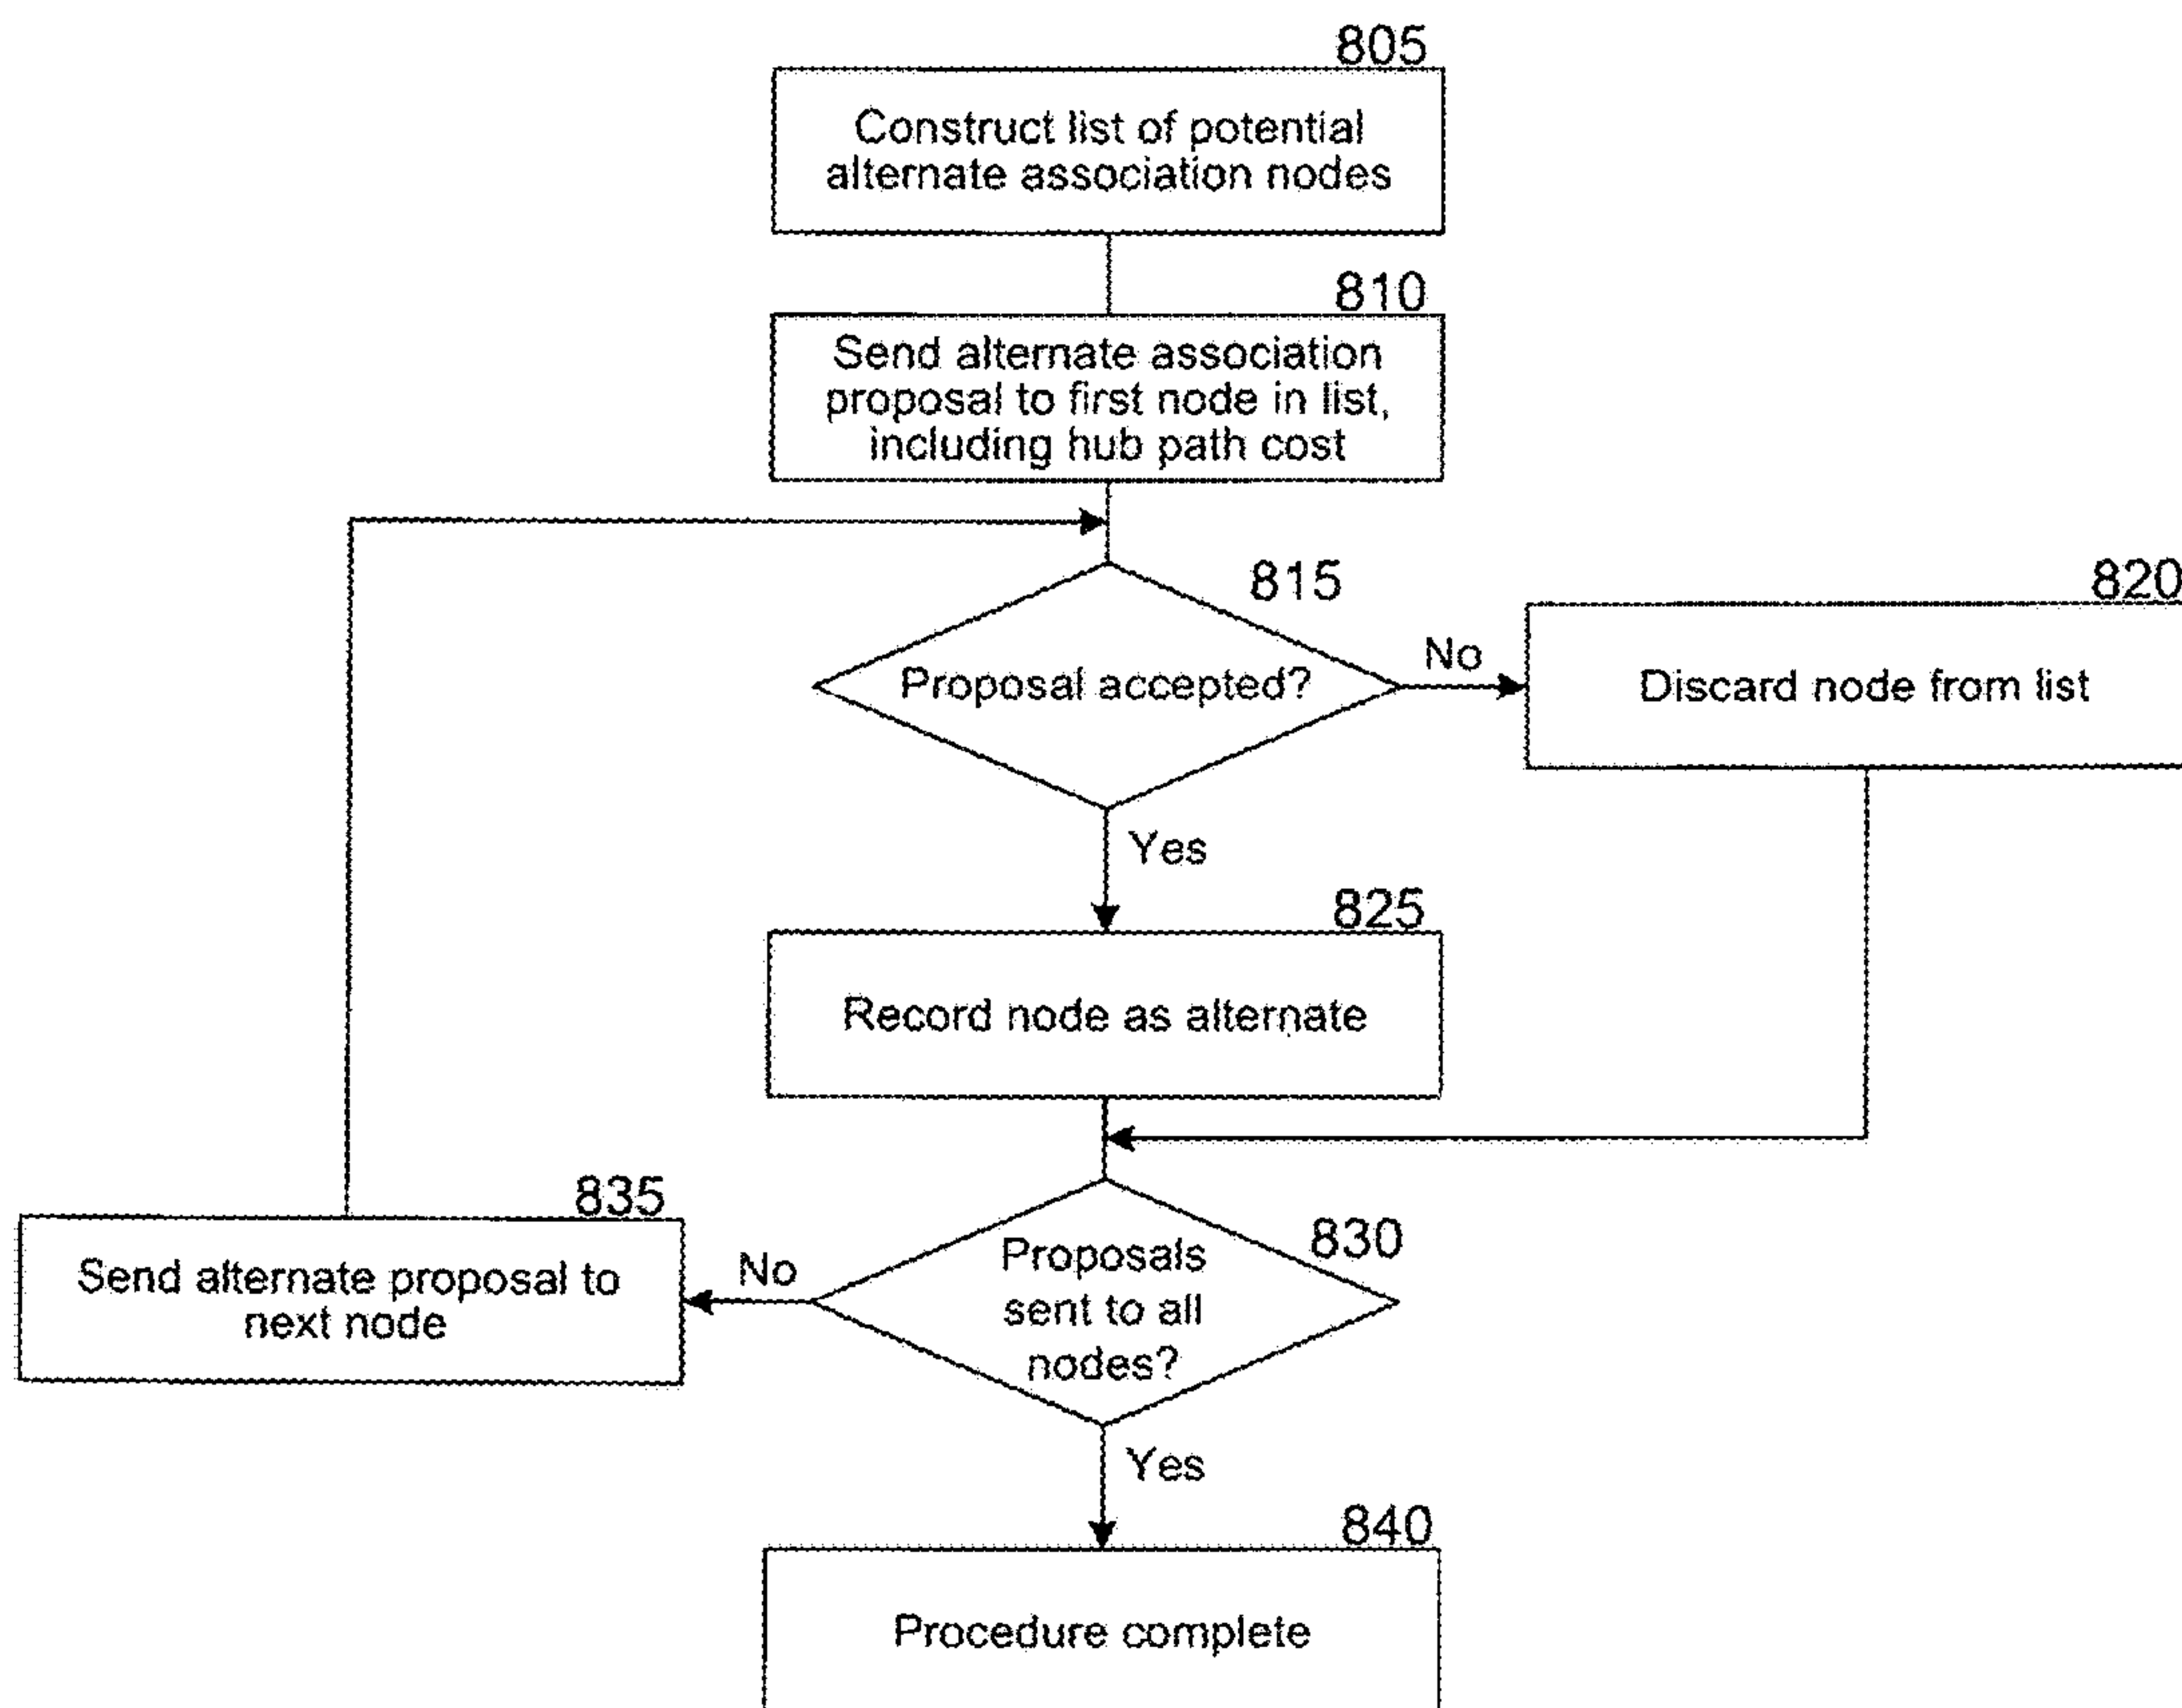 805
Construct list of potential
alternate association nodes
810
Send alternate association
proposal to first node in list,
including hub path cost
815
Proposal accepted?
No
820
Discard node from list
Yes
825
Record node as alternate
830
Proposals
sent to all
nodes?
No
835
Send alternate proposal to
next node
Yes
840
Procedure complete